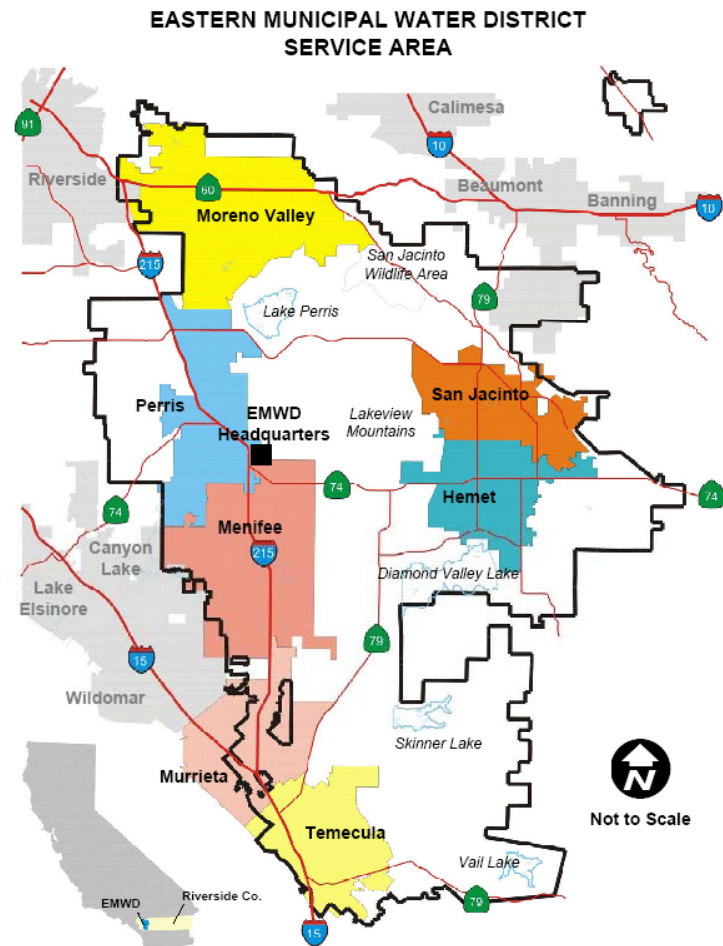 EASTERN MUNICIPAL WATER DISTRICT
SERVICE AREA
Calimesa
91
10
Riverside
60
Beaumont
Banning
10
Moreno Valley
San Jacinto
Wildlife Area
215
79
Lake Perris
San Jacinto
Perris
EMWD
Headquarters
Lakeview
Mountains
74
Hemet
74
74
Menifee
215
Canyon
Lake
Diamond Valley Lake
Lake
Elsinore
79
15
Wildomar
Skinner Lake
Murrieta
N
Not to Scale
Temecula
Vail Lake
Riverside Co.
EMWD
79
15